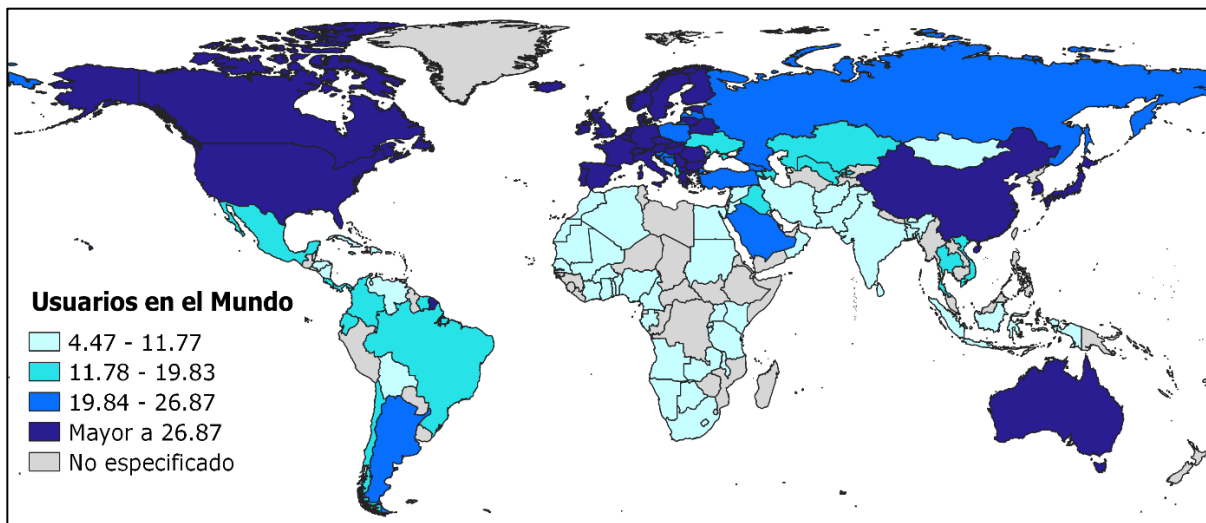 Usuarios en el Mundo
4.47 - 11.77
11.78 - 19.83
19.84 - 26.87
Mayor a 26.87
No especificado